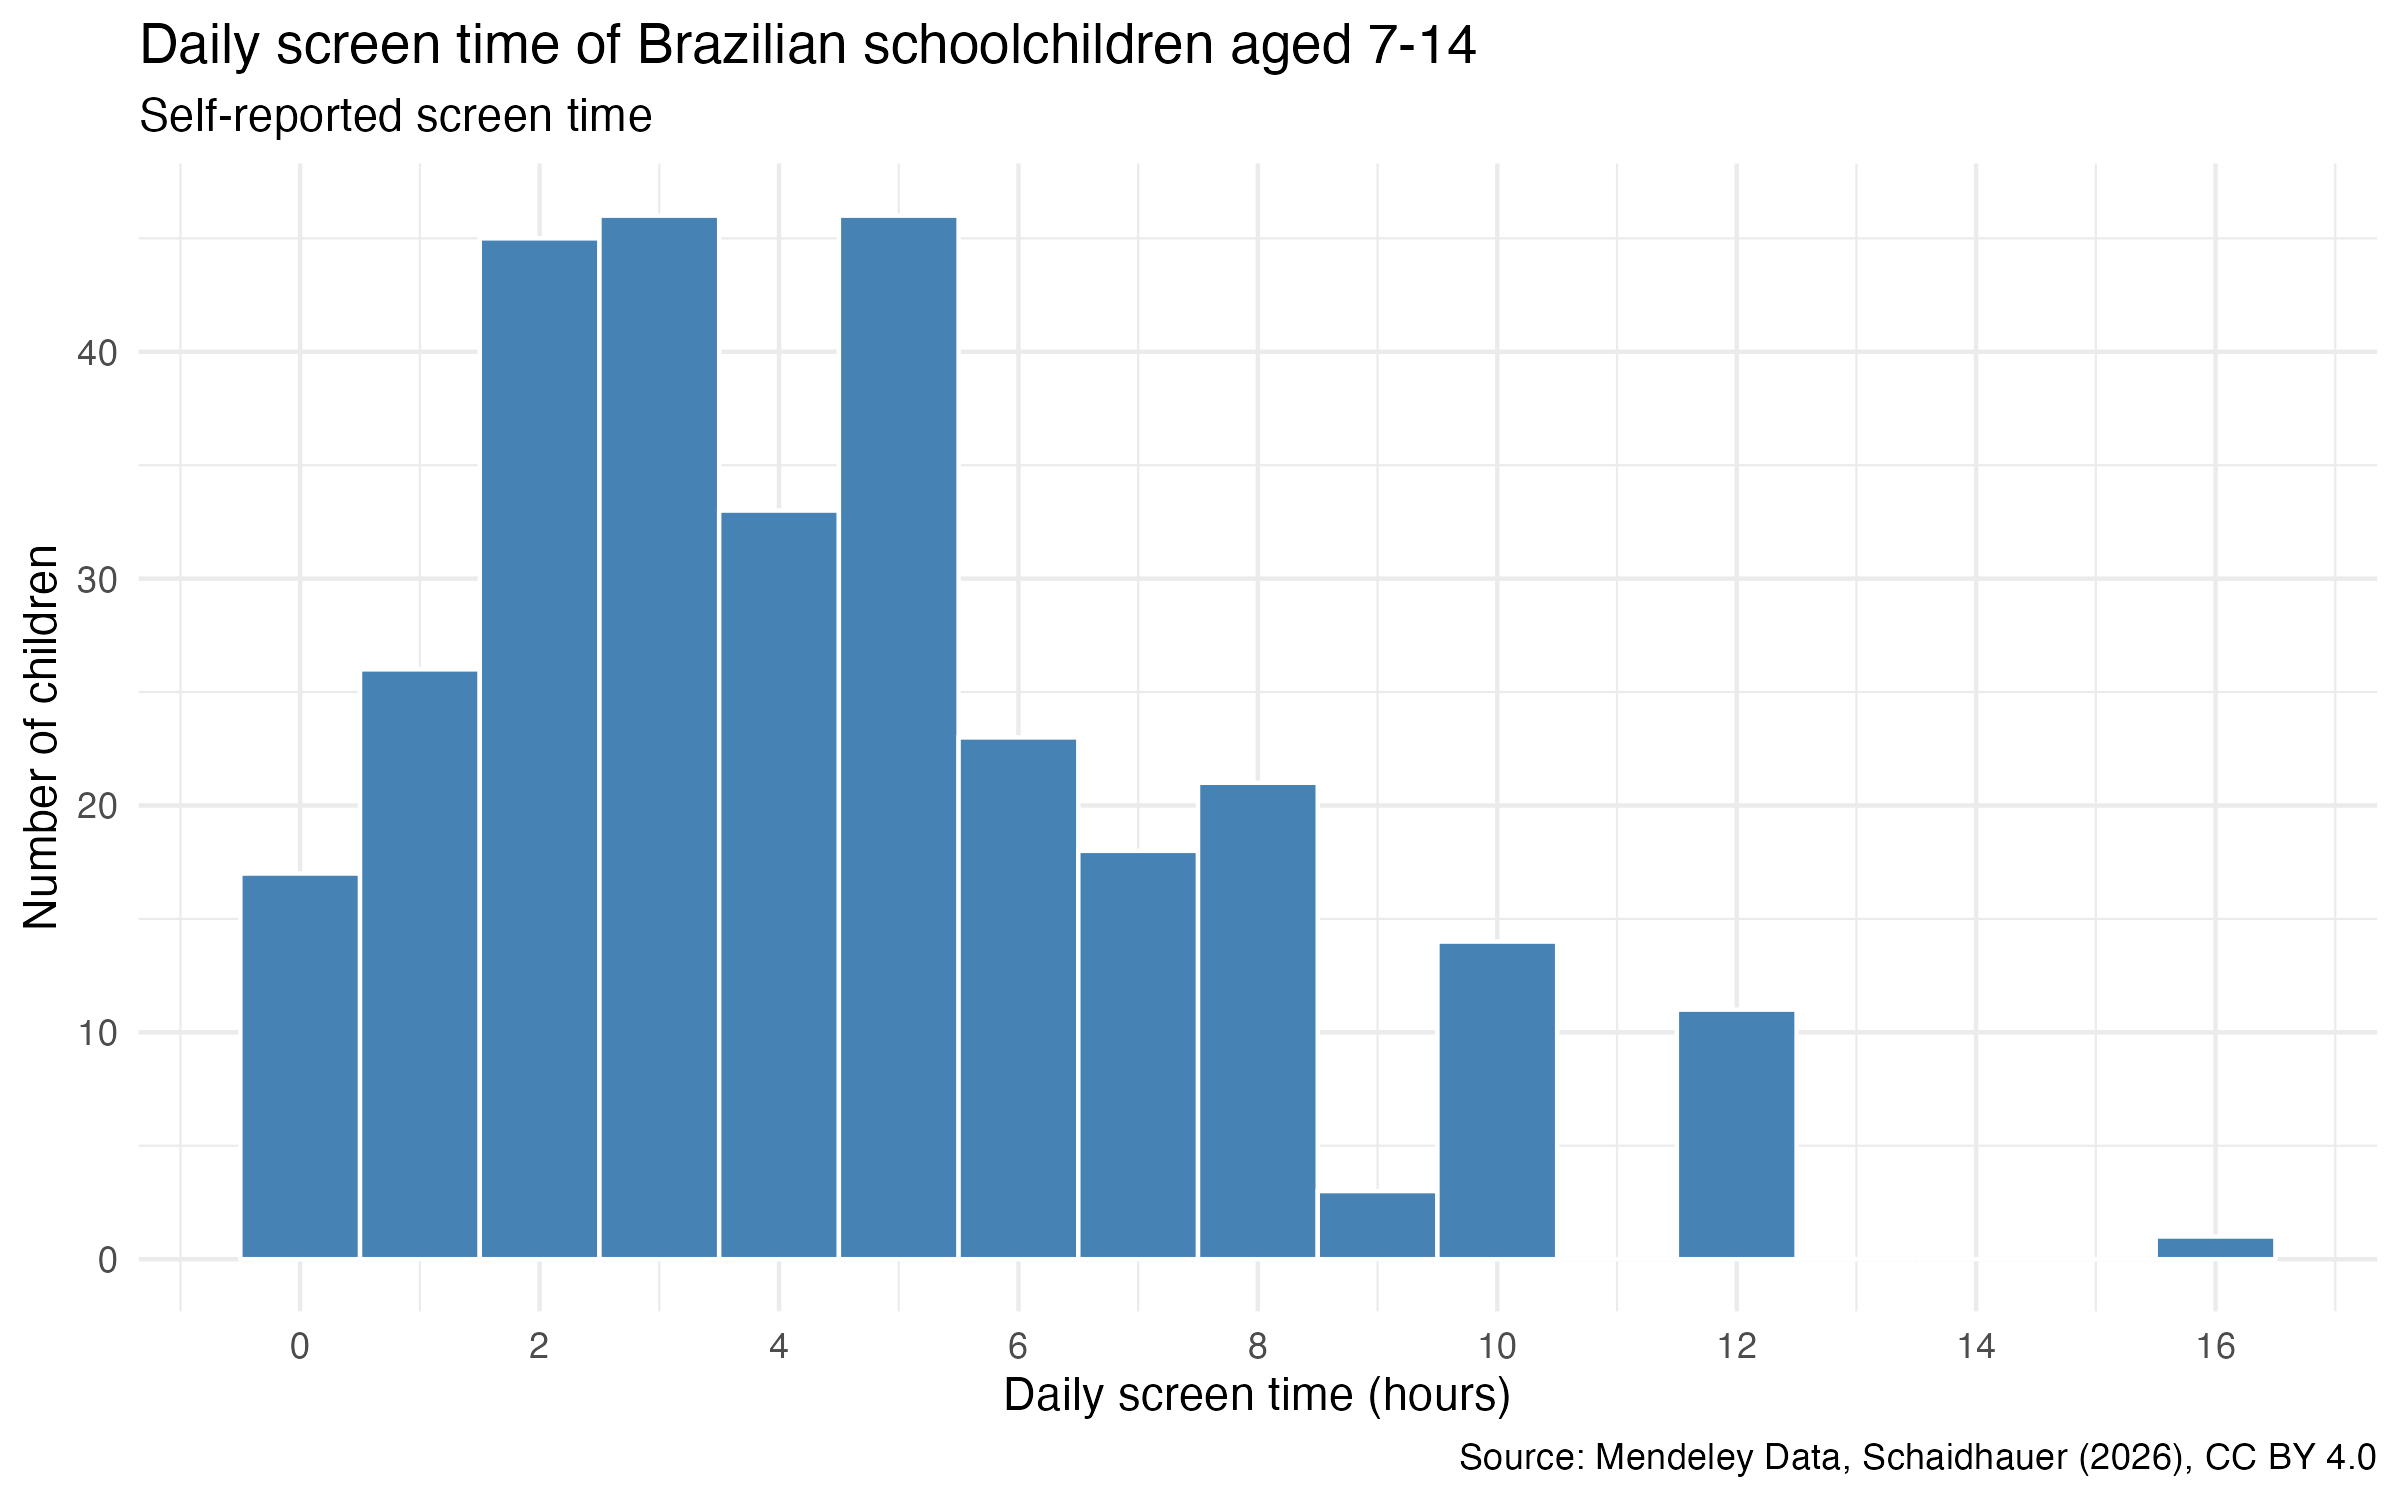 Daily screen time of Brazilian schoolchildren aged 7-14
Self-reported screen time
Number of children
40
30
20
10
0
0 2 4 6 8 10 12 14 16
Daily screen time (hours)
Source: Mendeley Data, Schaidhauer (2026), CC BY 4.0